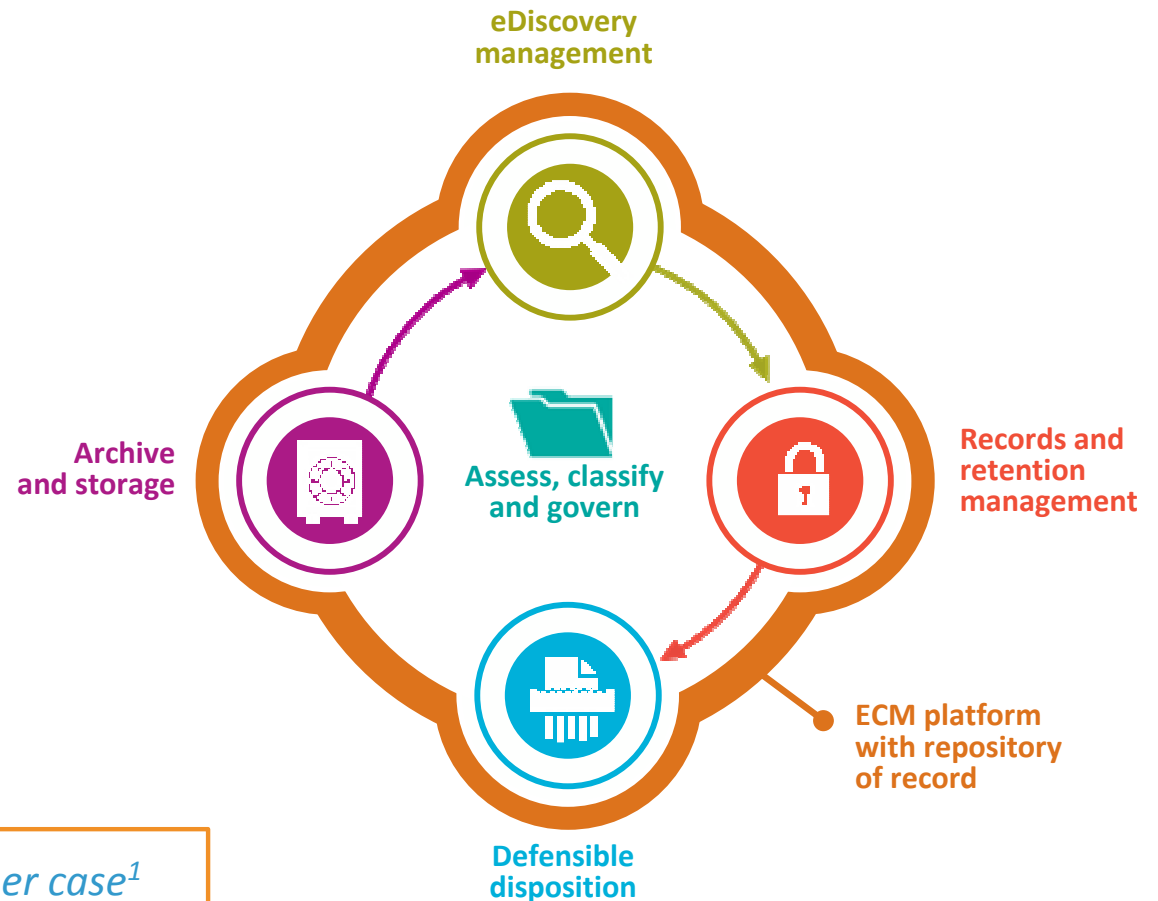 eDiscovery
management
Archive
and storage
Assess, classify
and govern
Records and
retention
management
ECM platform
with repository
of record
Defensible
disposition
er case1